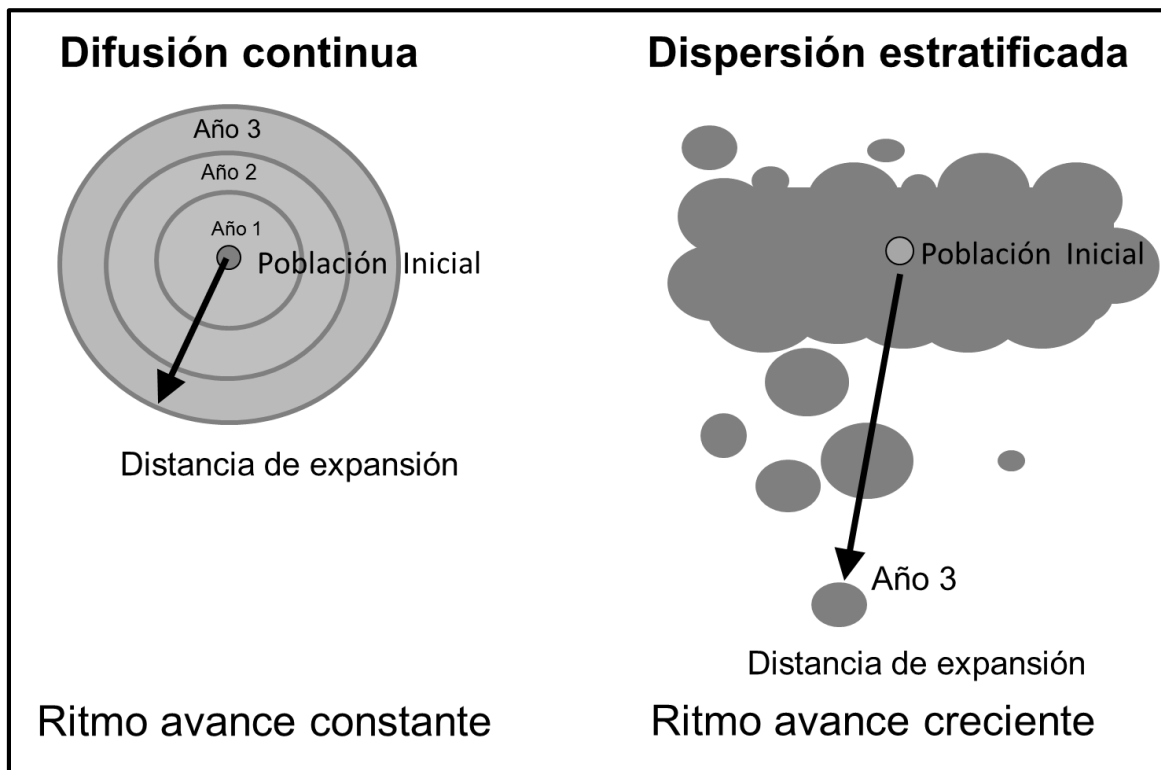 Difusión continua
Año 3
Año 2
Año 1
Población Inicial
Distancia de expansión
Ritmo avance constante
Dispersión estratificada
Población Inicial
Año 3
Distancia de expansión
Ritmo avance creciente